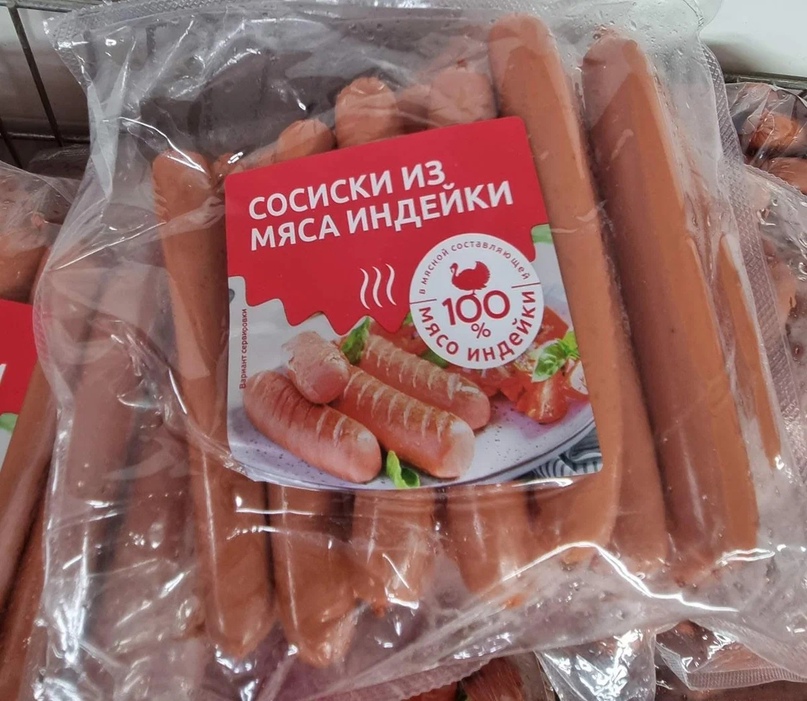 СОСИСКИ ИЗ
МЯСА ИНДЕЙКИ
в мясной составляющей
100
%
мясо индейки
Вариант сервировки